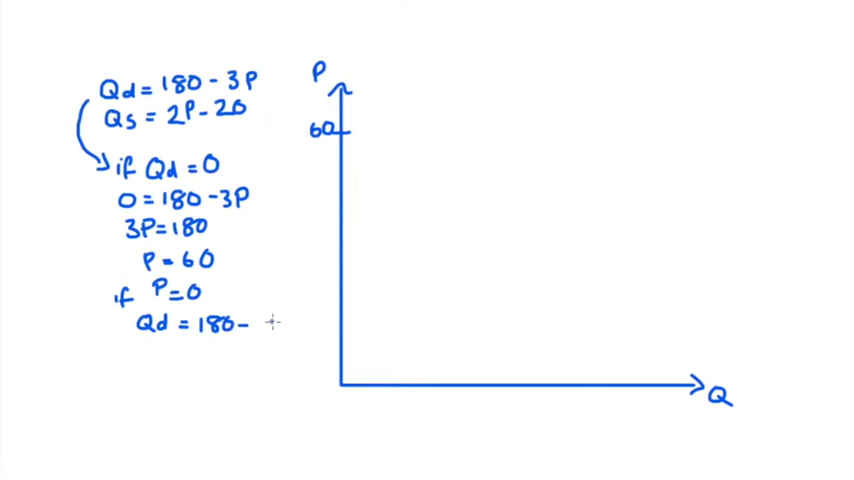 Qd = 180 - 3P
Qs = 2P - 20
if Qd = 0
0 = 180 - 3P
3P = 180
P = 60
if P = 0
Qd = 180 -
P
60
Q